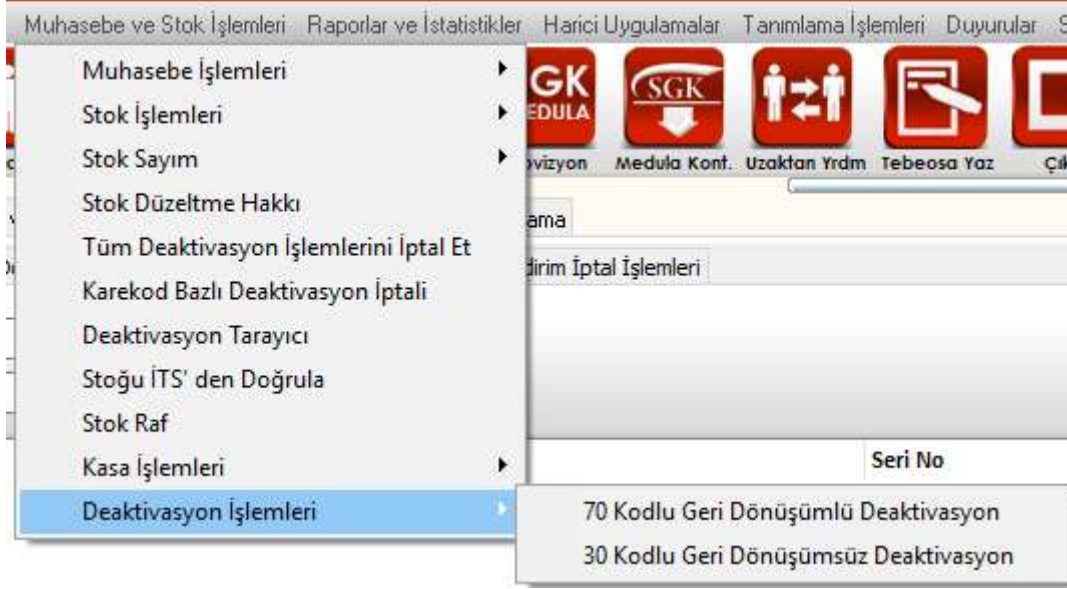 Muhasebe ve Stok İşlemleri Raporlar ve İstatistikler Harici Uygulamalar Tanımlama İşlemleri Duyurular
Muhasebe İşlemleri
Stok İşlemleri
Stok Sayım
Stok Düzeltme Hakkı
Tüm Deaktivasyon İşlemlerini İptal Et
Karekod Bazlı Deaktivasyon İptali
Deaktivasyon Tarayıcı
Stoğu İTS' den Doğrula
Stok Raf
Kasa İşlemleri
Deaktivasyon İşlemleri
70 Kodlu Geri Dönüşümlü Deaktivasyon
30 Kodlu Geri Dönüşümsüz Deaktivasyon
GK
EDULA
SGK
ovizyon Medula Kont. Uzaktan Yrdm Tebeosa Yaz Çık
ama
dirim İptal İşlemleri
Seri No